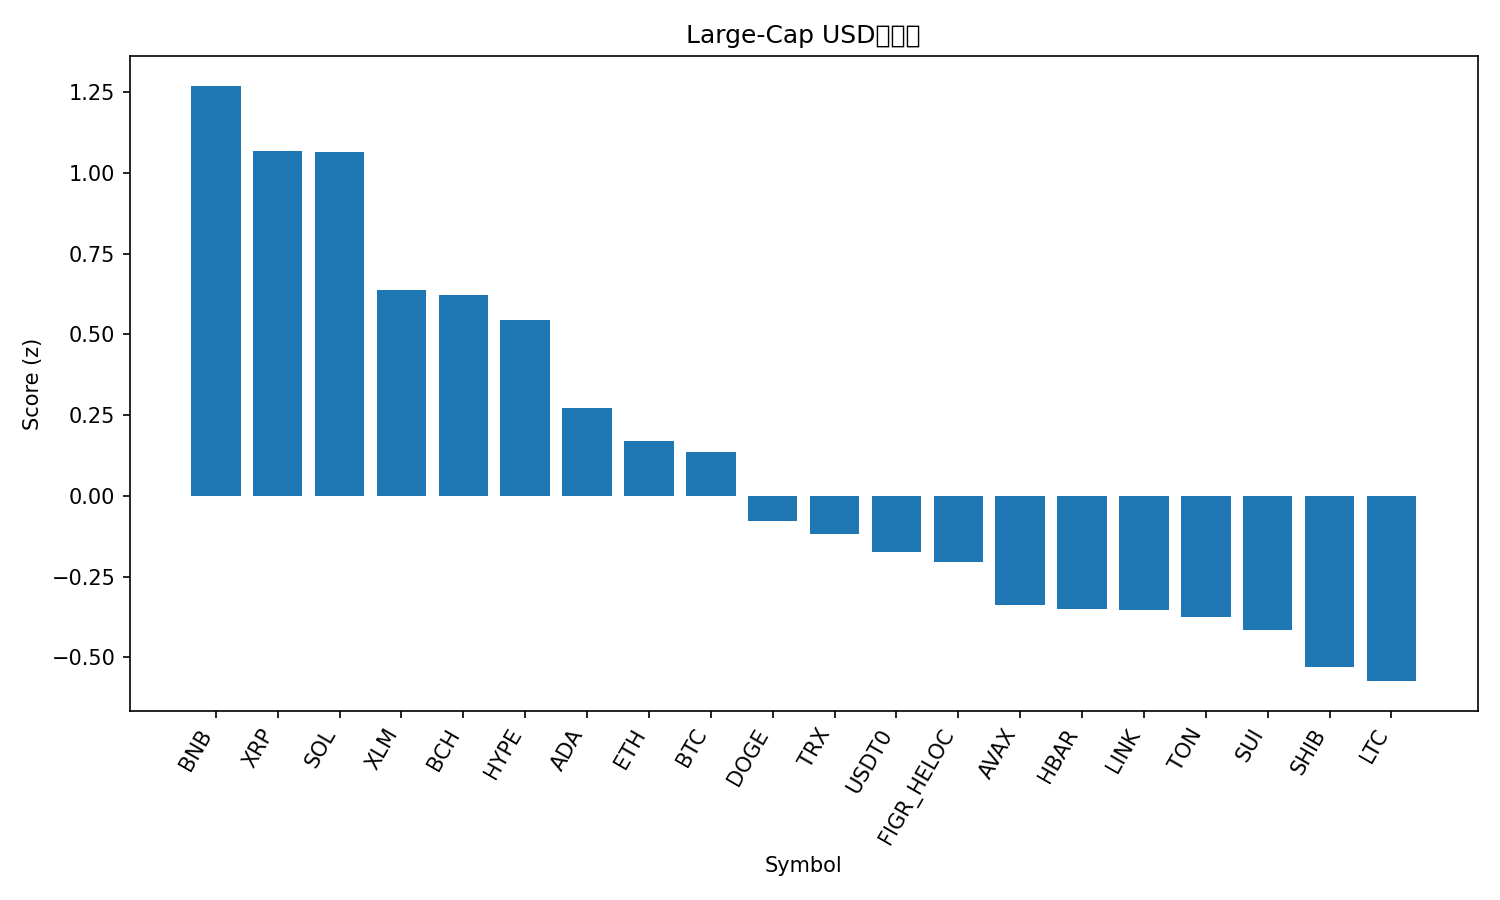 Large-Cap USD
1.25
1.00
0.75
0.50
0.25
0.00
−0.25
−0.50
Score (z)
BNB
XRP
SOL
XLM
BCH
HYPE
ADA
ETH
BTC
DOGE
TRX
USDT0
FIGR_HELOC
AVAX
HBAR
LINK
TON
SUI
SHIB
LTC
Symbol